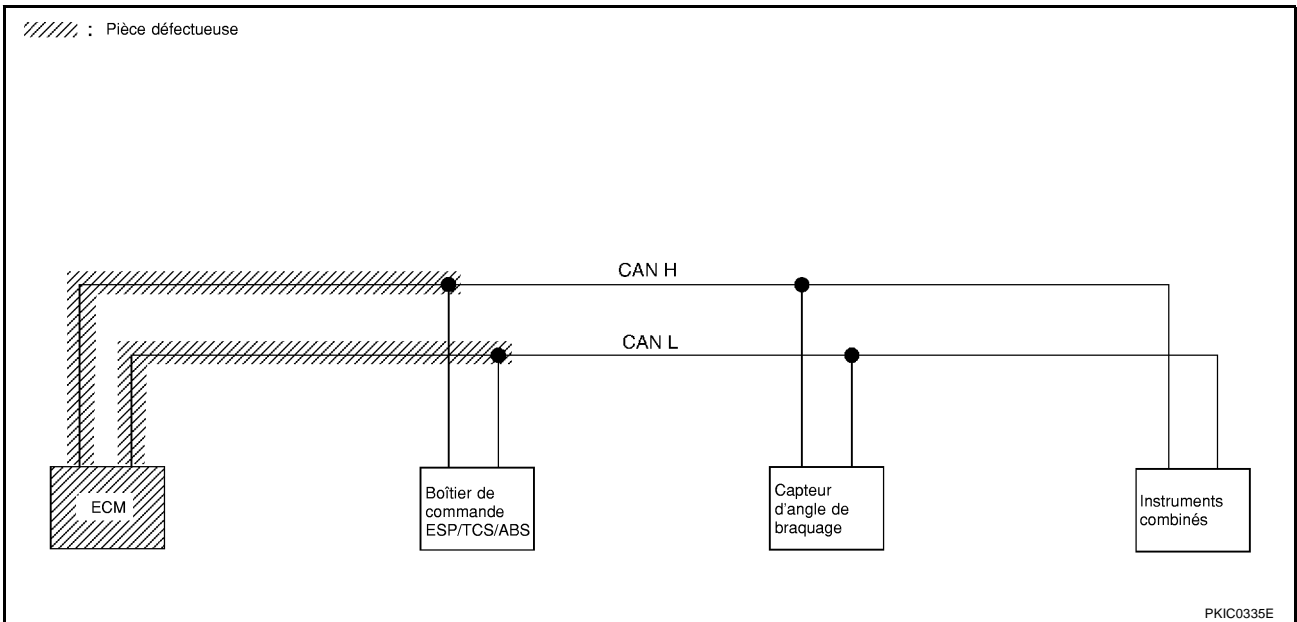 : Pièce défectueuse
CAN H
CAN L
ECM
Boîtier de
commande
ESP/TCS/ABS
Capteur
d'angle de
braquage
Instruments
combinés
PKIC0335E